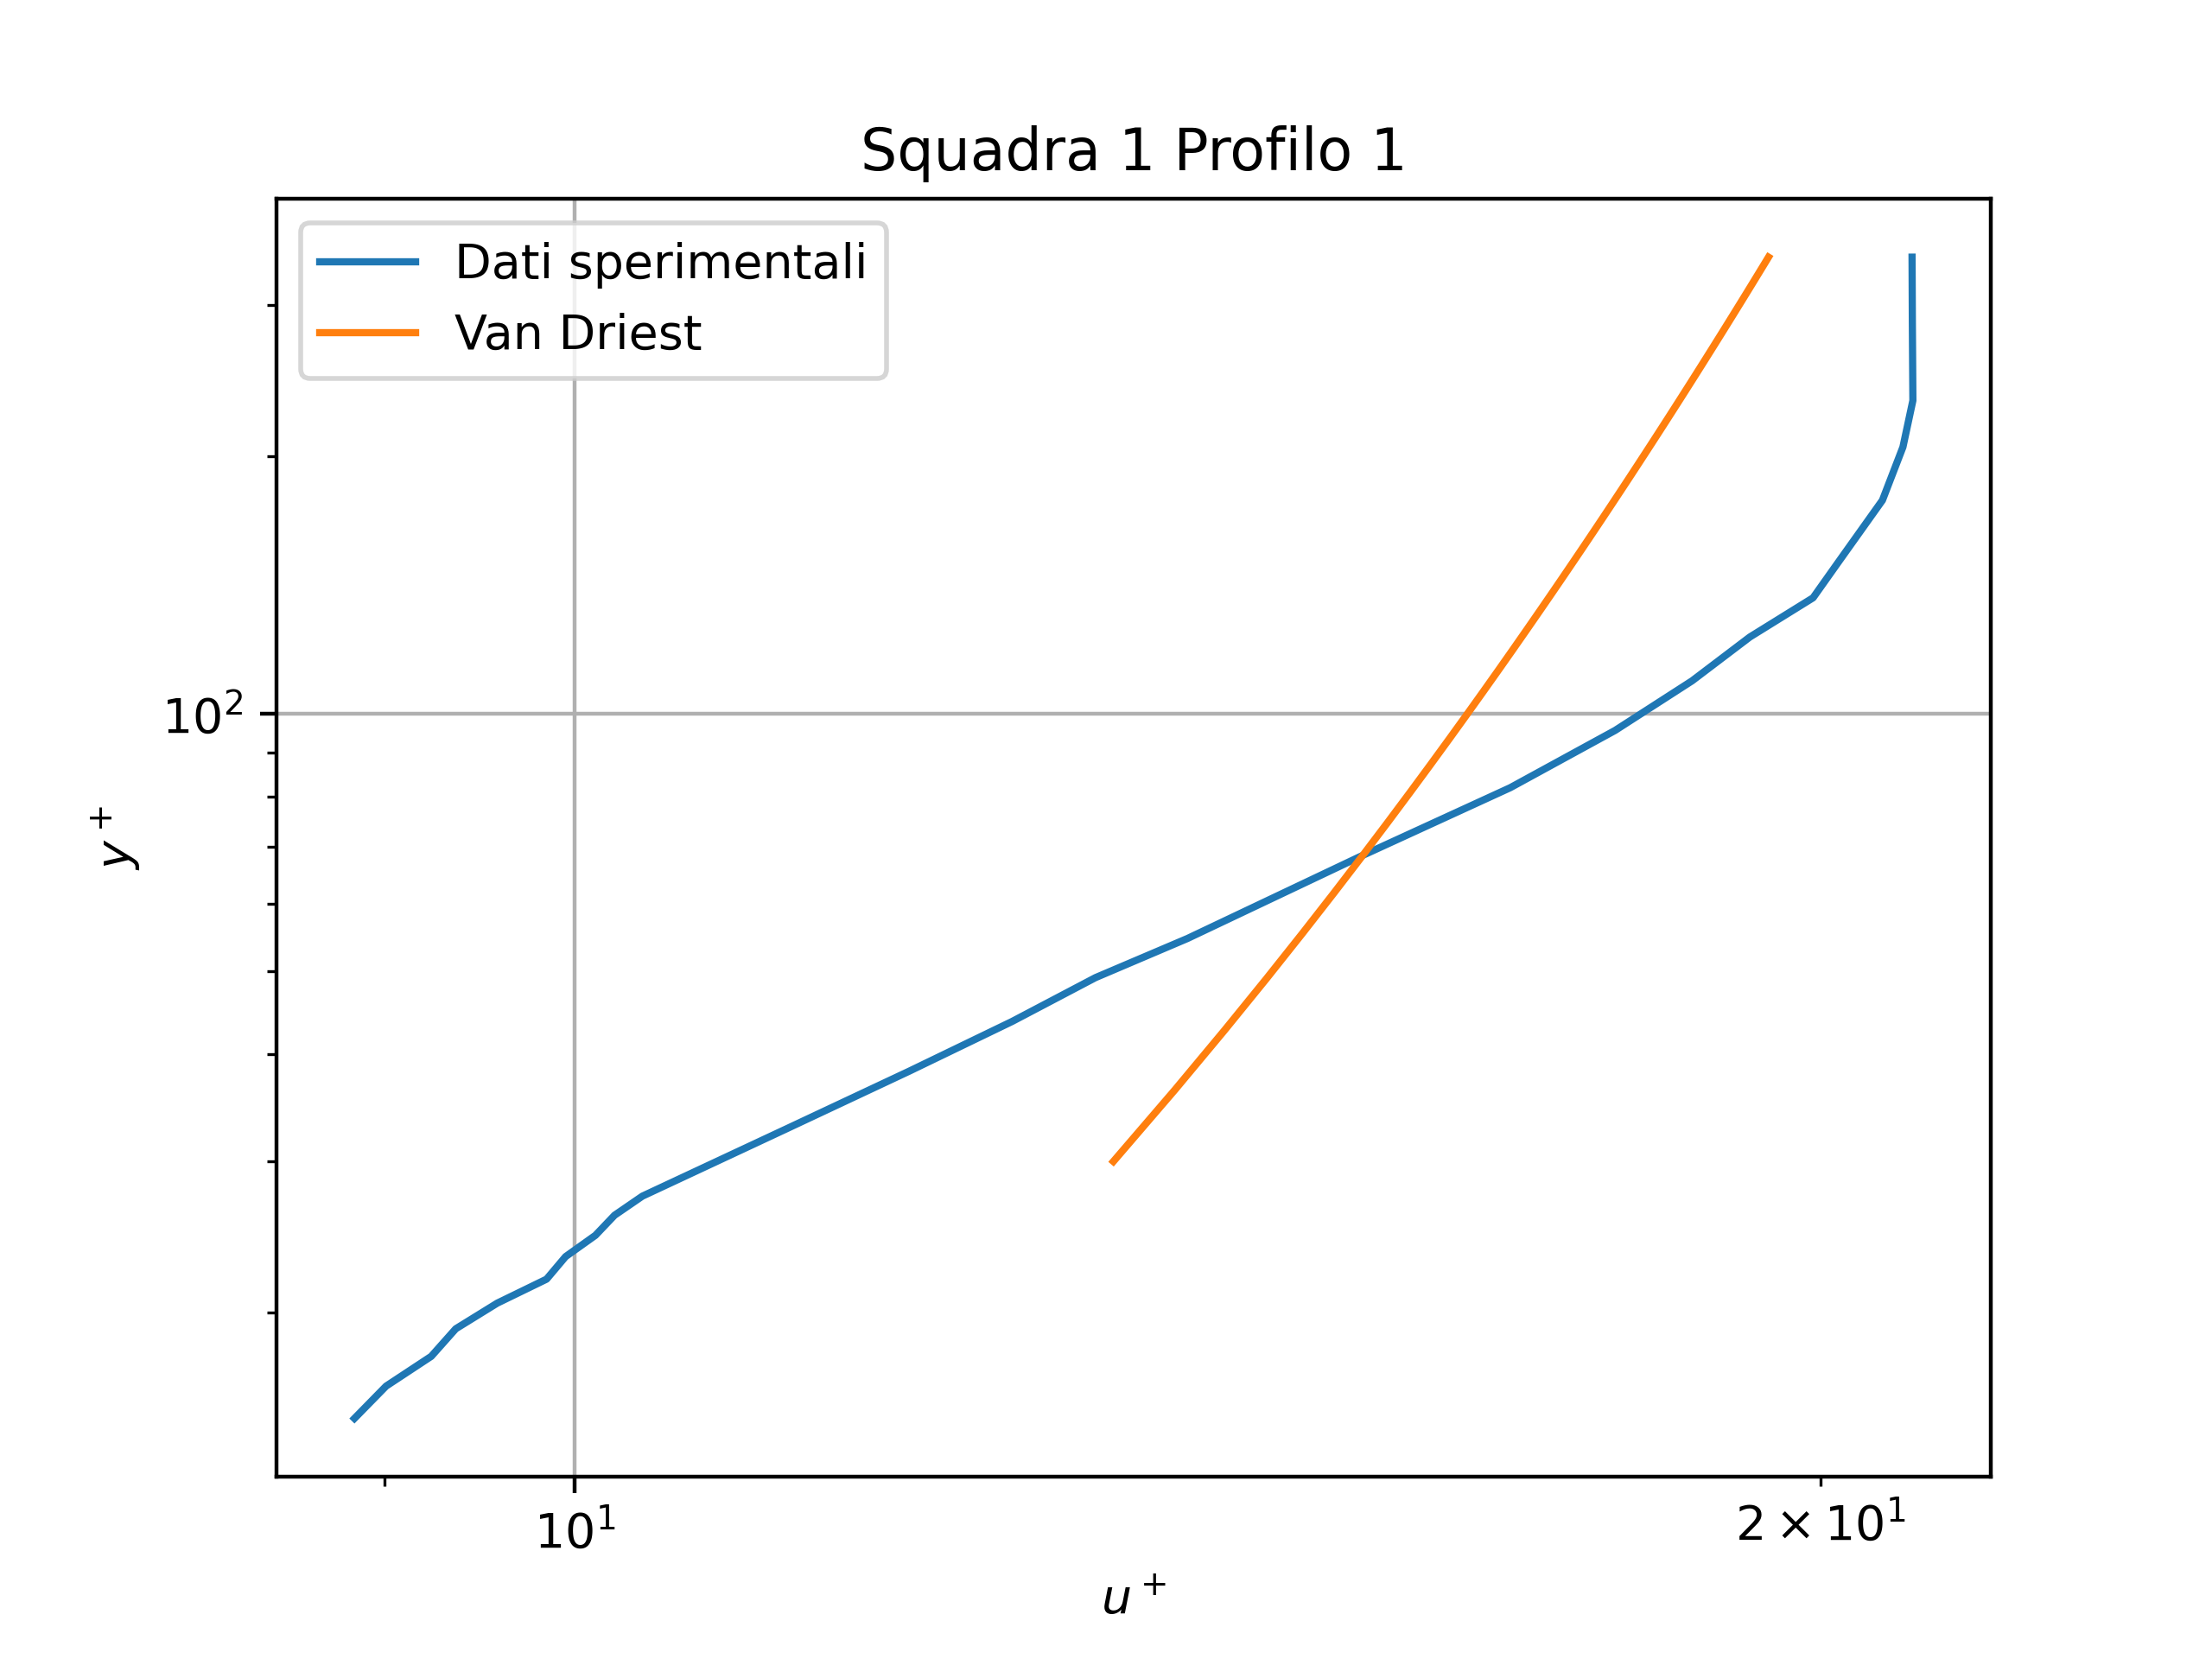 Squadra 1 Profilo 1
Dati sperimentali
Van Driest
10²
y⁺
10¹
2 × 10¹
u⁺